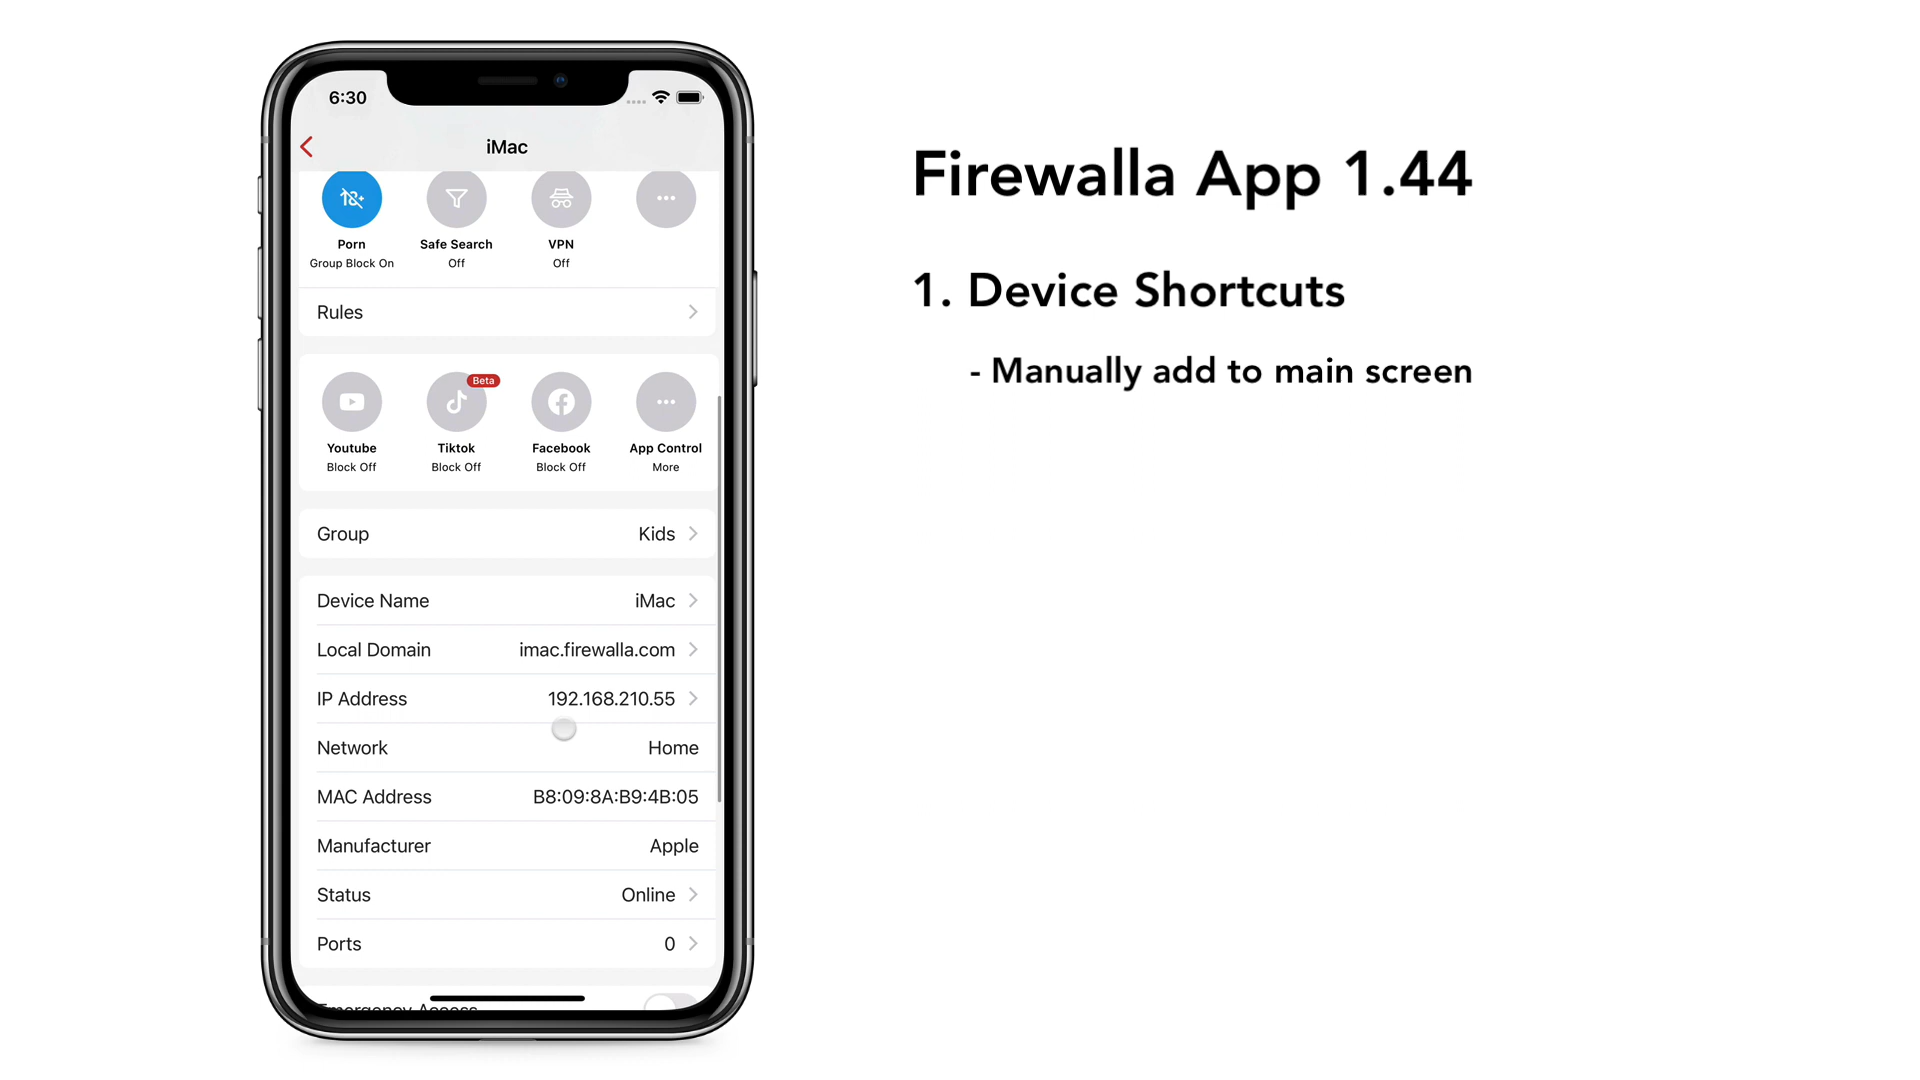 6:30
iMac
Porn
Group Block On
Safe Search
Off
VPN
Off
Rules
Beta
Youtube
Block Off
Tiktok
Block Off
Facebook
Block Off
App Control
More
Group Kids
Device Name iMac
Local Domain imac.firewalla.com
IP Address 192.168.210.55
Network Home
MAC Address B8:09:8A:B9:4B:05
Manufacturer Apple
Status Online
Ports 0
Emergency Access
Firewalla App 1.44
1. Device Shortcuts
- Manually add to main screen